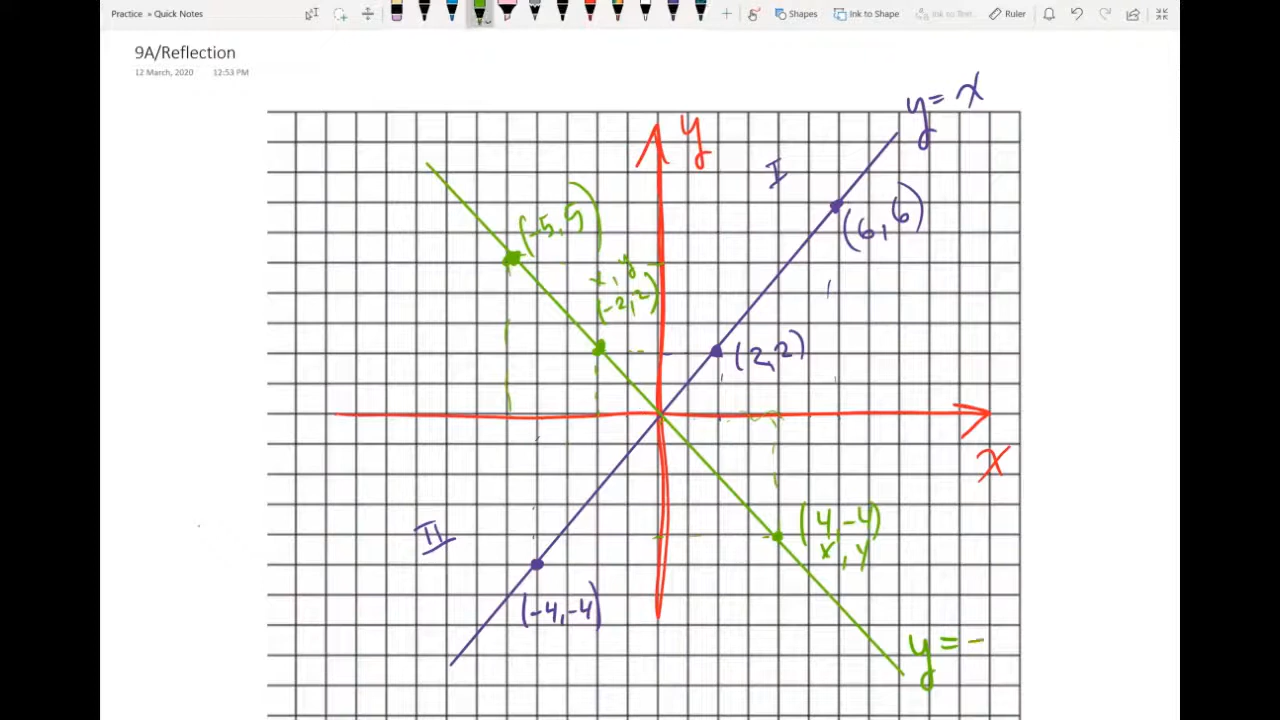 Practice » Quick Notes
Shapes
Ink to Shape
Ink to Text
Ruler
9A/Reflection
12 March, 2020 12:53 PM
y = x
y
I
(6, 6)
(-5, 5)
x, y
(-2, 2)
(2, 2)
x
II
(4, -4)
x, y
(-4, -4)
y = -